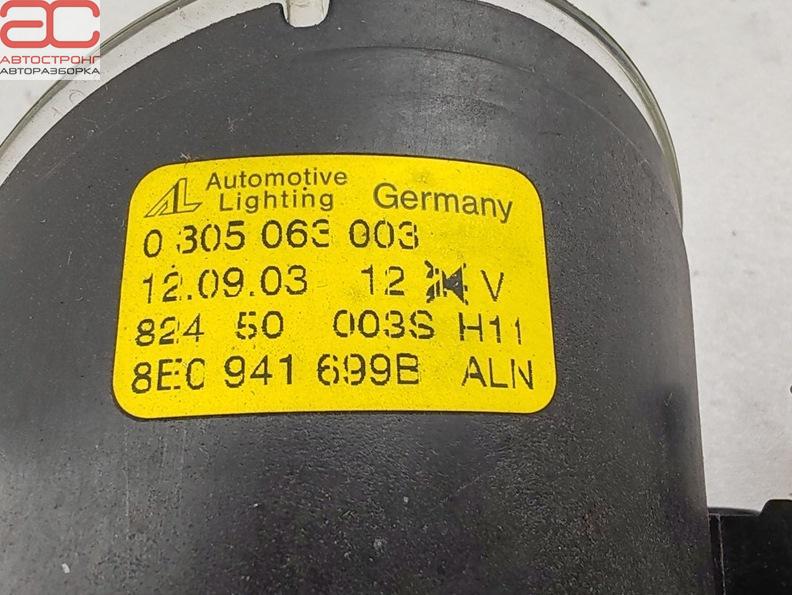 АС
АВТОСТРОНГ
АВТОРАЗБОРКА
AL Automotive Lighting Germany
0 305 063 003
12.09.03 12 V
824 50 003S H11
8E0 941 699B ALN